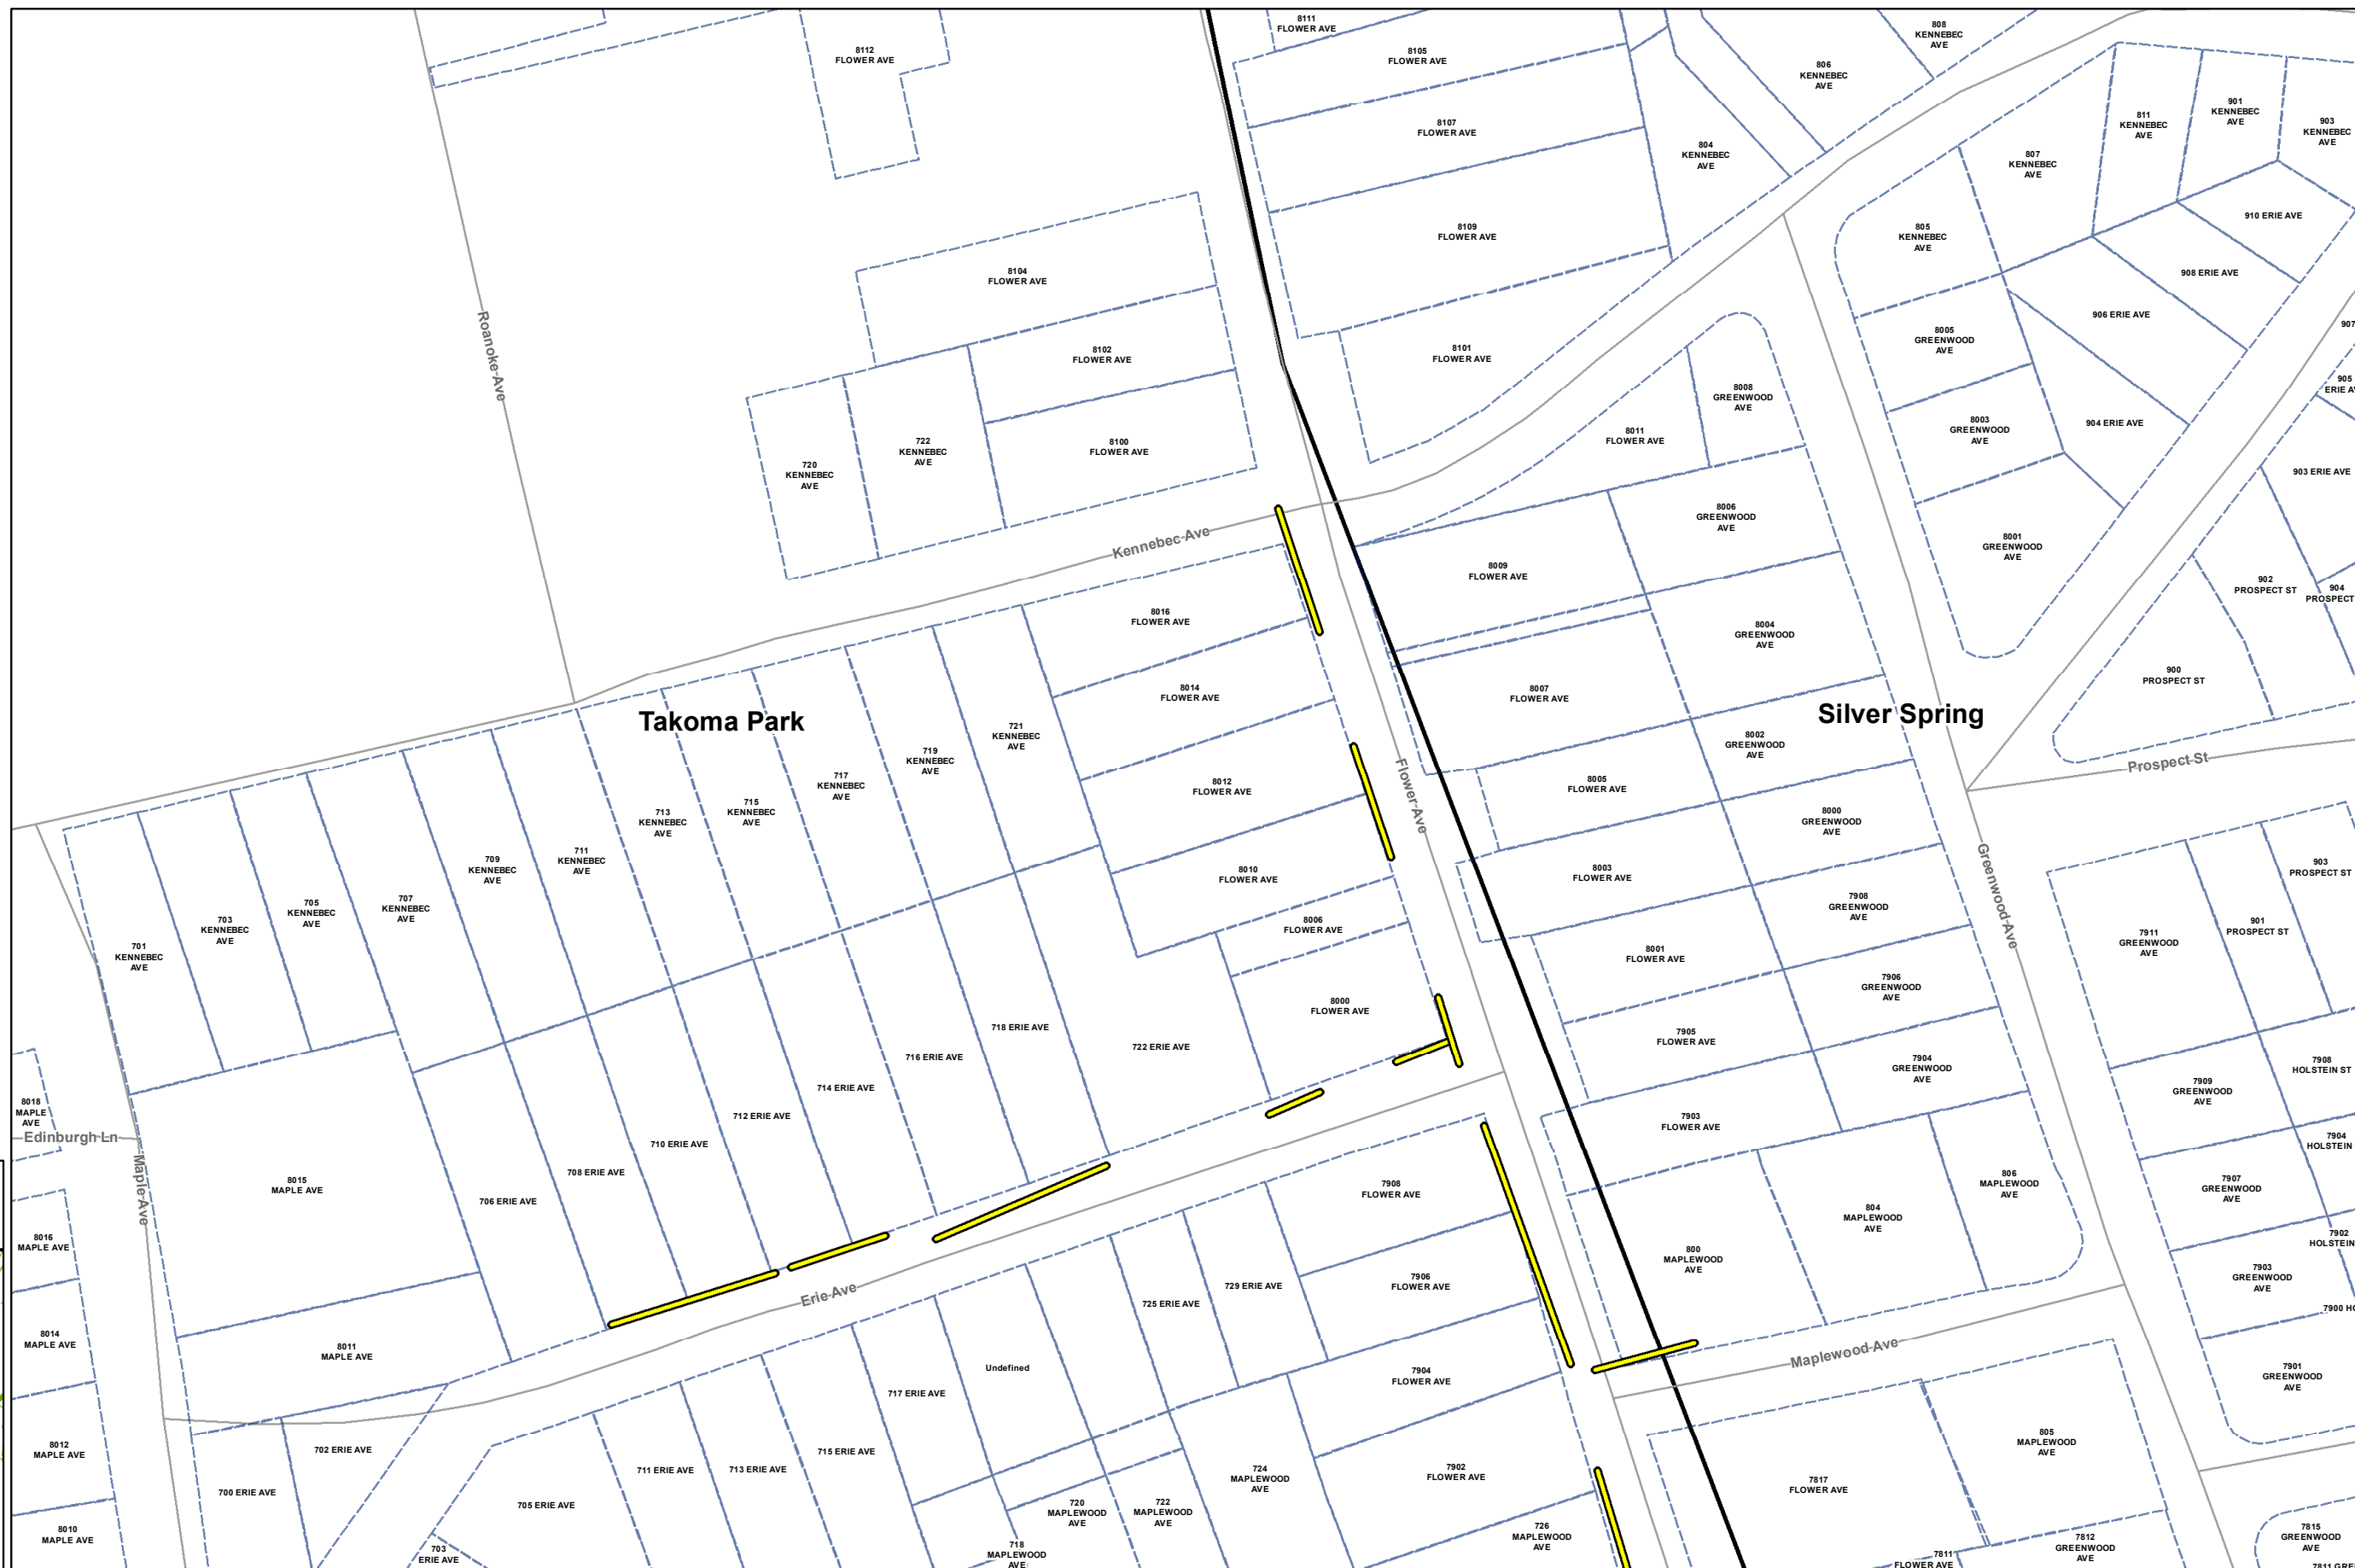 8111
FLOWER AVE
8112
FLOWER AVE
8105
FLOWER AVE
808
KENNEBEC
AVE
806
KENNEBEC
AVE
8107
FLOWER AVE
811
KENNEBEC
AVE
901
KENNEBEC
AVE
903
KENNEBEC
AVE
804
KENNEBEC
AVE
807
KENNEBEC
AVE
8109
FLOWER AVE
805
KENNEBEC
AVE
910 ERIE AVE
908 ERIE AVE
8104
FLOWER AVE
906 ERIE AVE
907
Roanoke Ave
8102
FLOWER AVE
8101
FLOWER AVE
8005
GREENWOOD
AVE
905
ERIE AV
8008
GREENWOOD
AVE
8003
GREENWOOD
AVE
904 ERIE AVE
720
KENNEBEC
AVE
722
KENNEBEC
AVE
8100
FLOWER AVE
8011
FLOWER AVE
903 ERIE AVE
8006
GREENWOOD
AVE
Kennebec Ave
8001
GREENWOOD
AVE
8009
FLOWER AVE
902
PROSPECT ST
904
PROSPECT
8016
FLOWER AVE
8004
GREENWOOD
AVE
900
PROSPECT ST
8014
FLOWER AVE
8007
FLOWER AVE
Takoma Park
Silver Spring
721
KENNEBEC
AVE
719
KENNEBEC
AVE
717
KENNEBEC
AVE
715
KENNEBEC
AVE
713
KENNEBEC
AVE
8002
GREENWOOD
AVE
Prospect St
8012
FLOWER AVE
Flower Ave
8005
FLOWER AVE
8000
GREENWOOD
AVE
711
KENNEBEC
AVE
709
KENNEBEC
AVE
707
KENNEBEC
AVE
705
KENNEBEC
AVE
703
KENNEBEC
AVE
701
KENNEBEC
AVE
8010
FLOWER AVE
8003
FLOWER AVE
Greenwood Ave
903
PROSPECT ST
7908
GREENWOOD
AVE
8006
FLOWER AVE
901
PROSPECT ST
7911
GREENWOOD
AVE
8001
FLOWER AVE
7906
GREENWOOD
AVE
8000
FLOWER AVE
718 ERIE AVE
722 ERIE AVE
716 ERIE AVE
7905
FLOWER AVE
7904
GREENWOOD
AVE
7908
HOLSTEIN ST
7909
GREENWOOD
AVE
714 ERIE AVE
712 ERIE AVE
710 ERIE AVE
708 ERIE AVE
706 ERIE AVE
8018
MAPLE
AVE
Edinburgh Ln
Maple Ave
7903
FLOWER AVE
7904
HOLSTEIN
8015
MAPLE AVE
7908
FLOWER AVE
806
MAPLEWOOD
AVE
7907
GREENWOOD
AVE
804
MAPLEWOOD
AVE
8016
MAPLE AVE
800
MAPLEWOOD
AVE
7902
HOLSTEIN
7903
GREENWOOD
AVE
7906
FLOWER AVE
729 ERIE AVE
725 ERIE AVE
Erie Ave
7900 HO
8014
MAPLE AVE
8011
MAPLE AVE
Maplewood Ave
Undefined
7904
FLOWER AVE
7901
GREENWOOD
AVE
717 ERIE AVE
8012
MAPLE AVE
702 ERIE AVE
715 ERIE AVE
805
MAPLEWOOD
AVE
713 ERIE AVE
711 ERIE AVE
724
MAPLEWOOD
AVE
7902
FLOWER AVE
7817
FLOWER AVE
700 ERIE AVE
705 ERIE AVE
720
MAPLEWOOD
AVE
722
MAPLEWOOD
AVE
8010
MAPLE AVE
703
ERIE AVE
718
MAPLEWOOD
AVE
726
MAPLEWOOD
AVE
7811
FLOWER AVE
7812
GREENWOOD
AVE
7815
GREENWOOD
AVE
7811 GRE